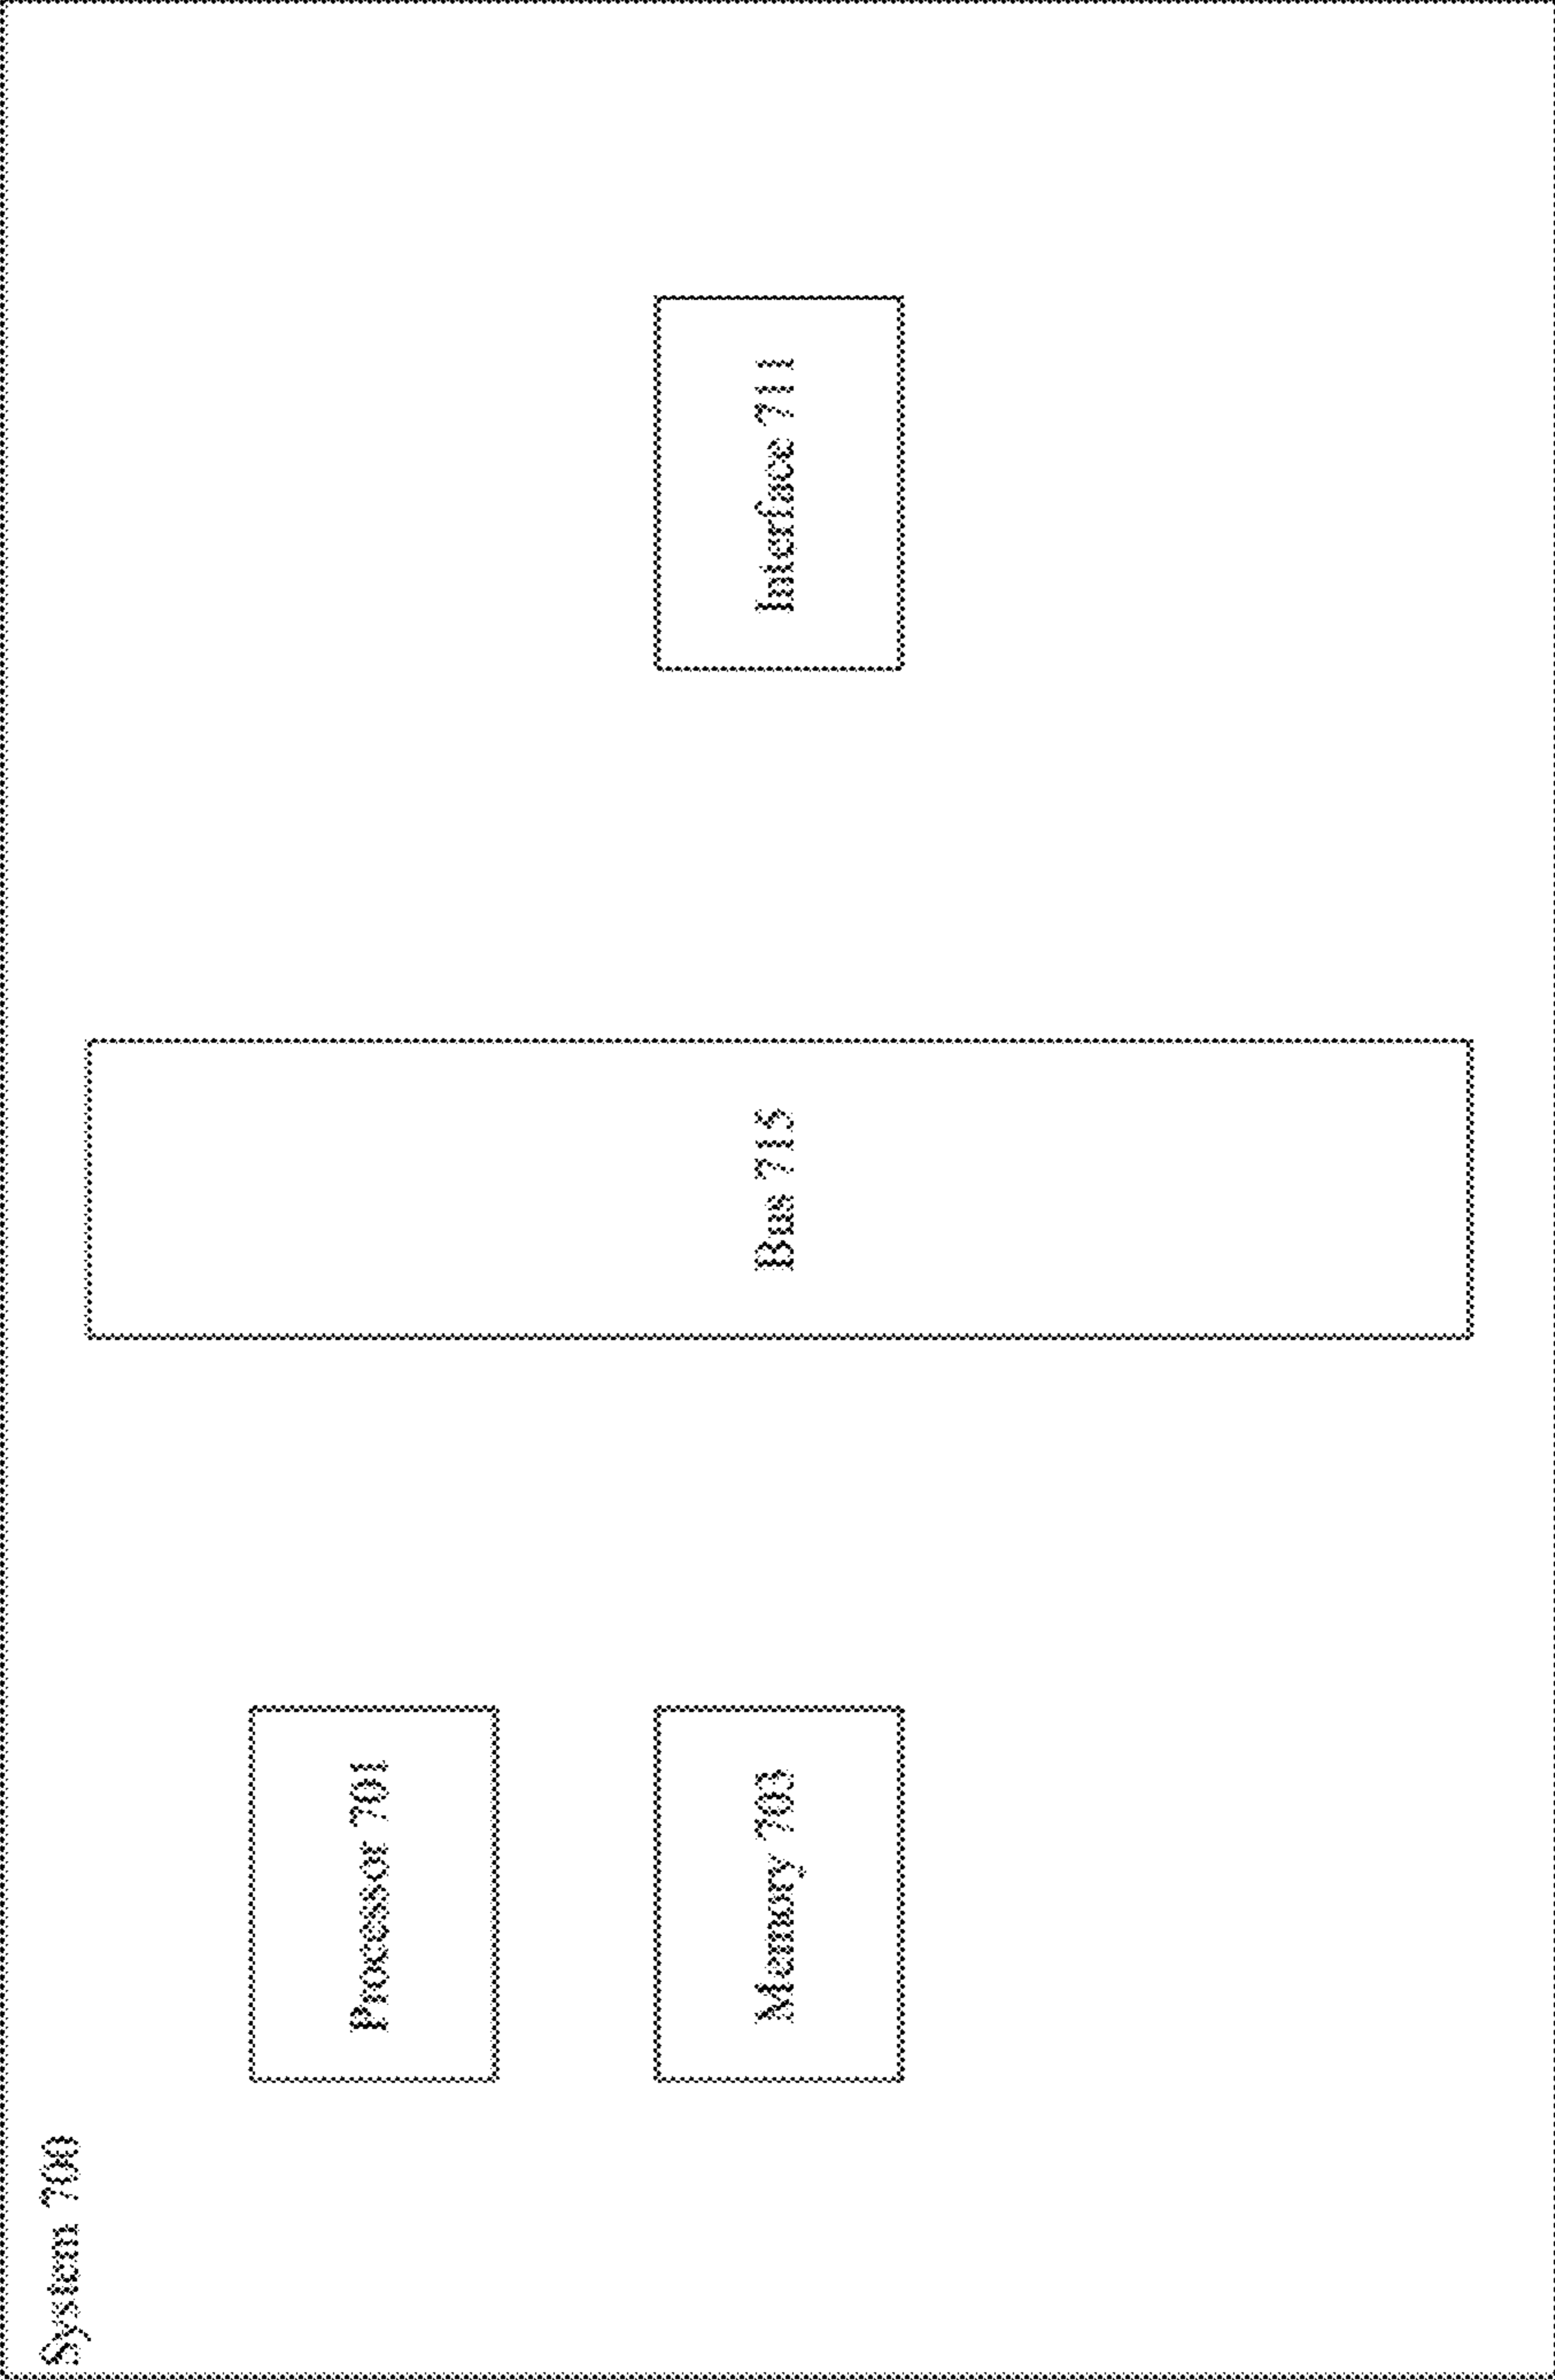 System 700
Processor 701
Memory 703
Bus 715
Interface 711